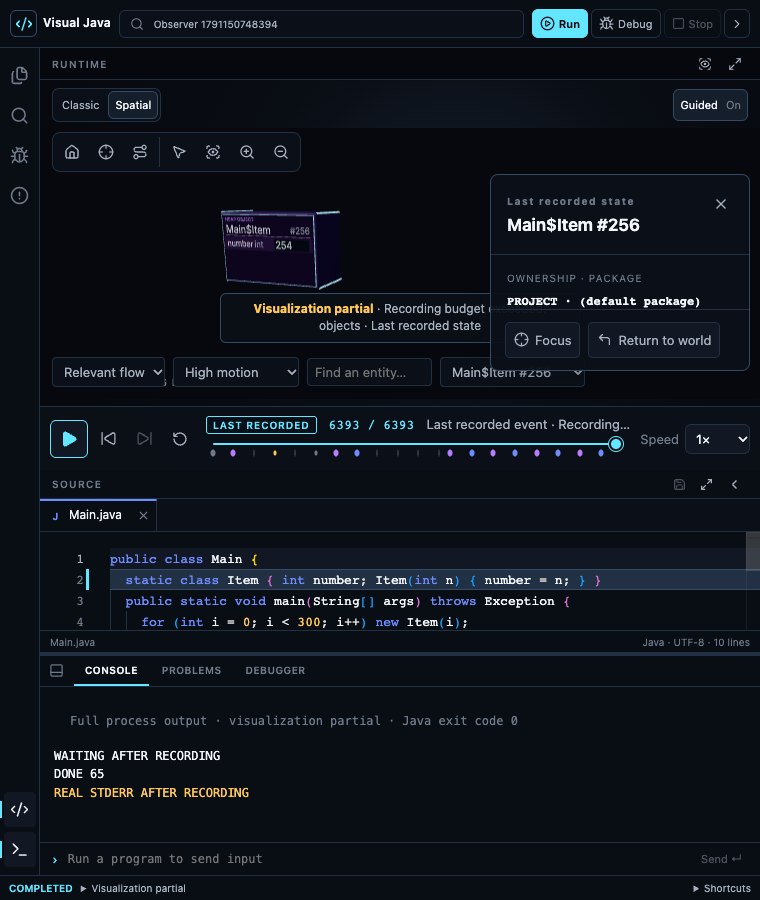 Visual Java
Observer 1791150748394
Run
Debug
Stop
RUNTIME
Classic
Spatial
Guided On
HEAP OBJECT
Main$Item #256
number int 254
Last recorded state
Main$Item #256
OWNERSHIP · PACKAGE
PROJECT · (default package)
Focus
Return to world
Visualization partial · Recording budget
objects · Last recorded state
Relevant flow
High motion
Find an entity...
Main$Item #256
LAST RECORDED
6393 / 6393
Last recorded event · Recording...
Speed
1×
SOURCE
J Main.java
1 public class Main {
2 static class Item { int number; Item(int n) { number = n; } }
3 public static void main(String[] args) throws Exception {
4 for (int i = 0; i < 300; i++) new Item(i);
Main.java
Java · UTF-8 · 10 lines
CONSOLE
PROBLEMS
DEBUGGER
Full process output · visualization partial · Java exit code 0
WAITING AFTER RECORDING
DONE 65
REAL STDERR AFTER RECORDING
› Run a program to send input
Send ↵
COMPLETED ▶ Visualization partial
▶ Shortcuts